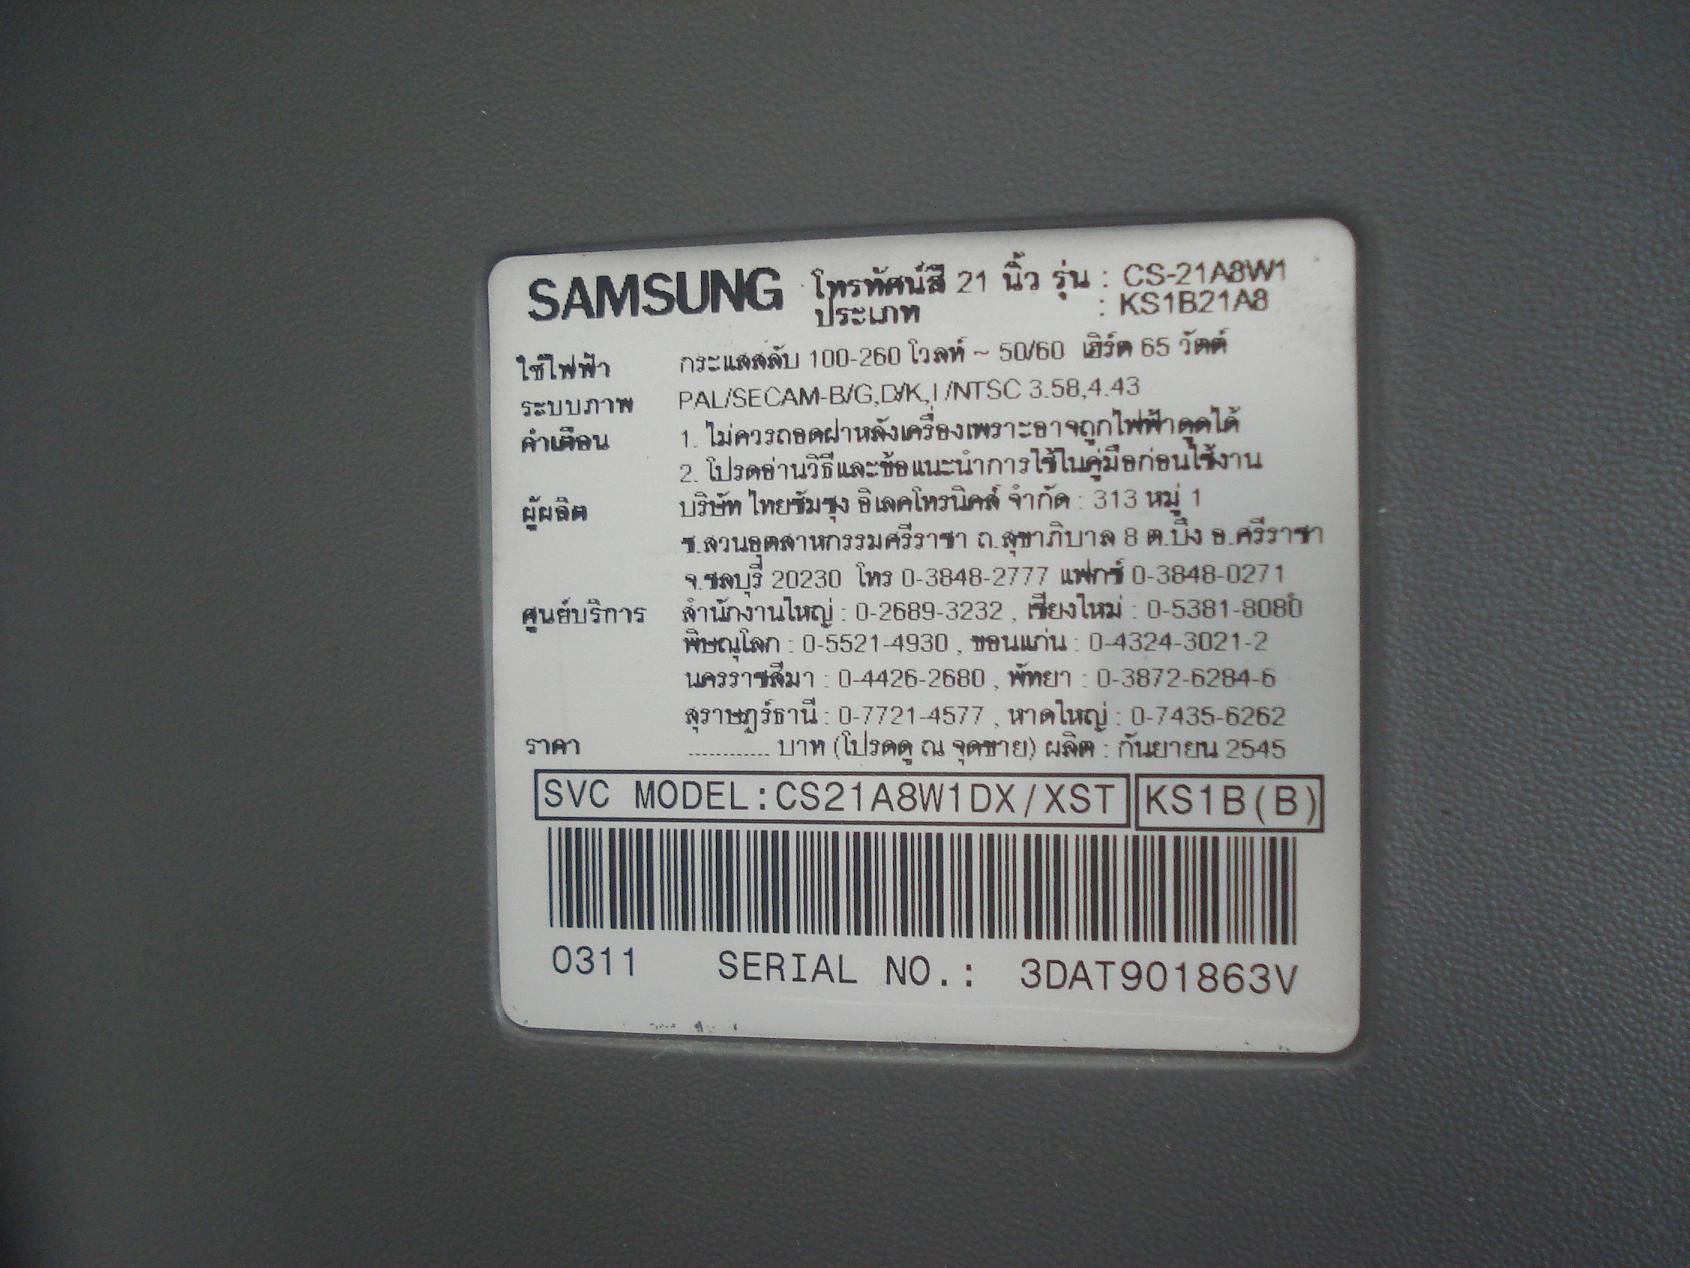 SAMSUNG โทรทัศน์สี 21 นิ้ว รุ่น : CS-21A8W1
ประเภท : KS1B21A8
ใช้ไฟฟ้า กระแสสลับ 100-260 โวลท์ ~ 50/60 เฮิร์ต 65 วัตต์
ระบบภาพ PAL/SECAM-B/G,D/K,I/NTSC 3.58,4.43
คำเตือน 1. ไม่ควรถอดฝาหลังเครื่องเพราะอาจถูกไฟฟ้าดูดได้
2. โปรดอ่านวิธีและข้อแนะนำการใช้ในคู่มือก่อนใช้งาน
ผู้ผลิต บริษัท ไทยซัมซุง อิเลคโทรนิคส์ จำกัด : 313 หมู่ 1
ซ.สวนอุตสาหกรรมศรีราชา ถ.สุขาภิบาล 8 ต.บึง อ.ศรีราชา
จ.ชลบุรี 20230 โทร 0-3848-2777 แฟกซ์ 0-3848-0271
ศูนย์บริการ สำนักงานใหญ่ : 0-2689-3232 , เชียงใหม่ : 0-5381-8080
พิษณุโลก : 0-5521-4930 , ขอนแก่น : 0-4324-3021-2
นครราชสีมา : 0-4426-2680 , พัทยา : 0-3872-6284-6
สุราษฎร์ธานี : 0-7721-4577 , หาดใหญ่ : 0-7435-6262
ราคา ............ บาท (โปรดดู ณ จุดขาย) ผลิต : กันยายน 2545
SVC MODEL:CS21A8W1DX/XST KS1B(B)
0311 SERIAL NO.: 3DAT901863V